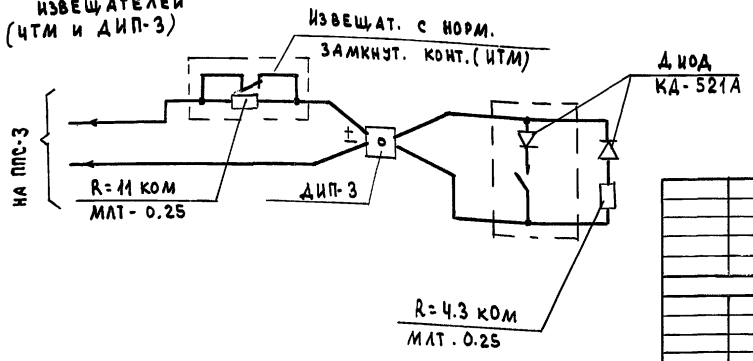 ИЗВЕЩАТЕЛЕЙ
(ИТМ И ДИП-3)
ИЗВЕЩАТ. С НОРМ.
ЗАМКНУТ. КОНТ. (ИТМ)
ДИОД
КД-521А
НА ППС-3
±
R=11 КОМ
МЛТ-0.25
ДИП-3
R=4.3 КОМ
МЛТ.0.25